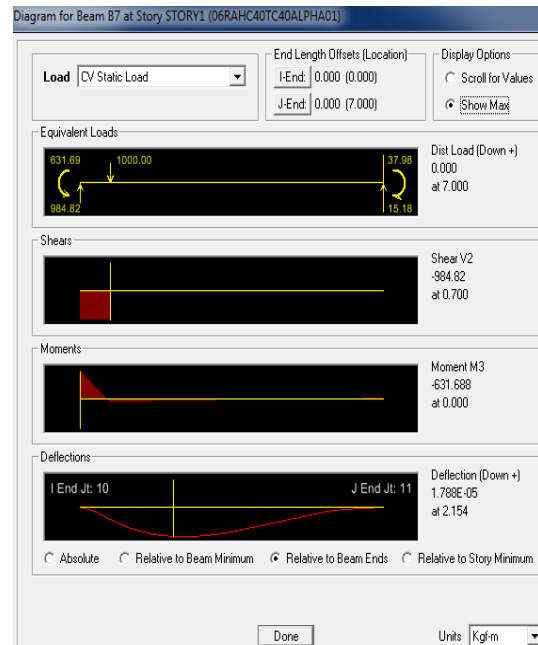 Diagram for Beam B7 at Story STORY1 (06RAHC40TC40ALPHA01)
Load CV Static Load
End Length Offsets (Location)
I-End: 0.000 (0.000)
J-End: 0.000 (7.000)
Display Options
Scroll for Values
Show Max
Equivalent Loads
631.69 1000.00 37.98
984.82 15.18
Dist Load (Down +)
0.000
at 7.000
Shears
Shear V2
-984.82
at 0.700
Moments
Moment M3
-631.688
at 0.000
Deflections
I End Jt: 10 J End Jt: 11
Deflection (Down +)
1.788E-05
at 2.154
Absolute Relative to Beam Minimum Relative to Beam Ends Relative to Story Minimum
Done Units Kgf-m